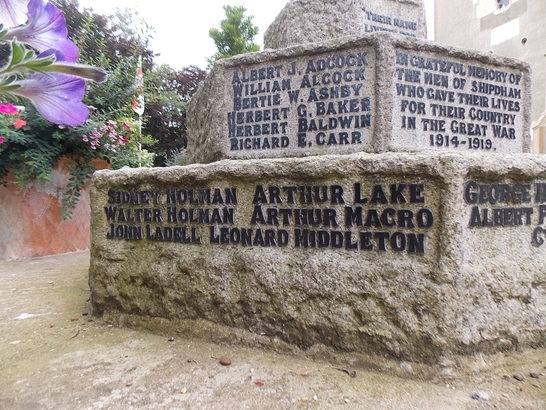 THEIR NAME
ALBERT J. ADCOCK
WILLIAM ALCOCK
BERTIE W. ASHBY
HERBERT G. BAKER
HERBERT BALDWIN
RICHARD E. CARR
IN GRATEFUL MEMORY OF
THE MEN OF SHIPDHAM
WHO GAVE THEIR LIVES
FOR THEIR COUNTRY
IN THE GREAT WAR
1914-1919.
SIDNEY HOLMAN ARTHUR LAKE
WALTER HOLMAN ARTHUR MACRO
JOHN LADELL LEONARD MIDDLETON
GEORGE
ALBERT